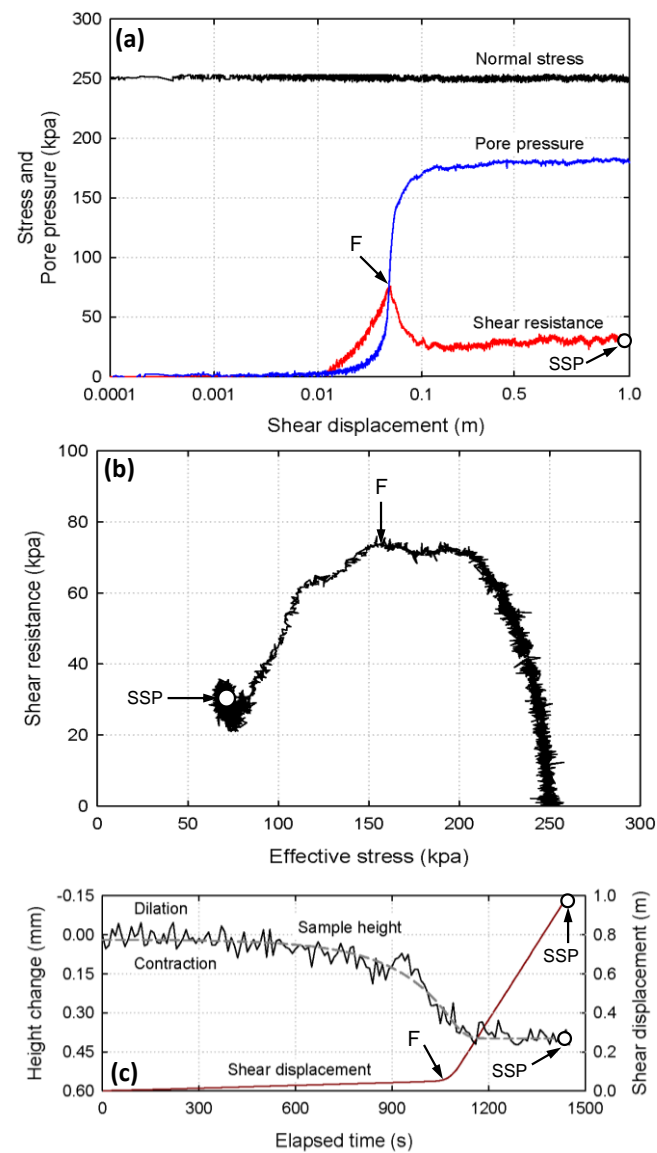 (a)
300
250
200
150
100
50
0
Stress and
Pore pressure (kpa)
Normal stress
Pore pressure
F
Shear resistance
SSP
0.0001 0.001 0.01 0.1 0.5 1.0
Shear displacement (m)
(b)
100
80
60
40
20
0
Shear resistance (kpa)
F
SSP
0 50 100 150 200 250 300
Effective stress (kpa)
-0.15
0.00
0.15
0.30
0.45
0.60
Height change (mm)
Dilation
Contraction
Sample height
SSP
F
SSP
Shear displacement
(c)
1.0
0.8
0.6
0.4
0.2
0.0
Shear displacement (m)
0 300 600 900 1200 1500
Elapsed time (s)